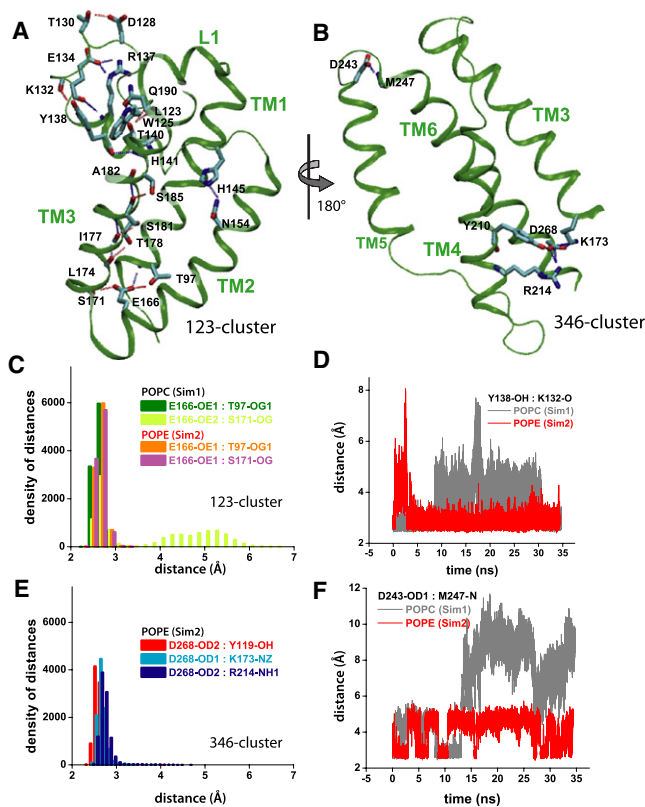 A
T130
D128
E134
R137
L1
K132
Q190
TM1
L123
Y138
W125
T140
H141
A182
S185
H145
TM3
S181
N154
I177
T178
L174
T97
TM2
S171
E166
123-cluster
180°
B
D243
M247
TM3
TM6
Y210
D268
TM5
TM4
K173
R214
346-cluster
C
POPC (Sim1)
E166-OE1 : T97-OG1
E166-OE2 : S171-OG
POPE (Sim2)
E166-OE1 : T97-OG1
E166-OE1 : S171-OG
123-cluster
density of distances
6000
4000
2000
0
2 3 4 5 6 7
distance (Å)
D
Y138-OH : K132-O
POPC (Sim1)
POPE (Sim2)
distance (Å)
8
6
4
2
-5 0 5 10 15 20 25 30 35
time (ns)
E
POPE (Sim2)
D268-OD2 : Y119-OH
D268-OD1 : K173-NZ
D268-OD2 : R214-NH1
346-cluster
density of distances
6000
4000
2000
0
2 3 4 5 6 7
distance (Å)
F
D243-OD1 : M247-N
POPC (Sim1)
POPE (Sim2)
distance (Å)
12
10
8
6
4
2
-5 0 5 10 15 20 25 30 35
time (ns)